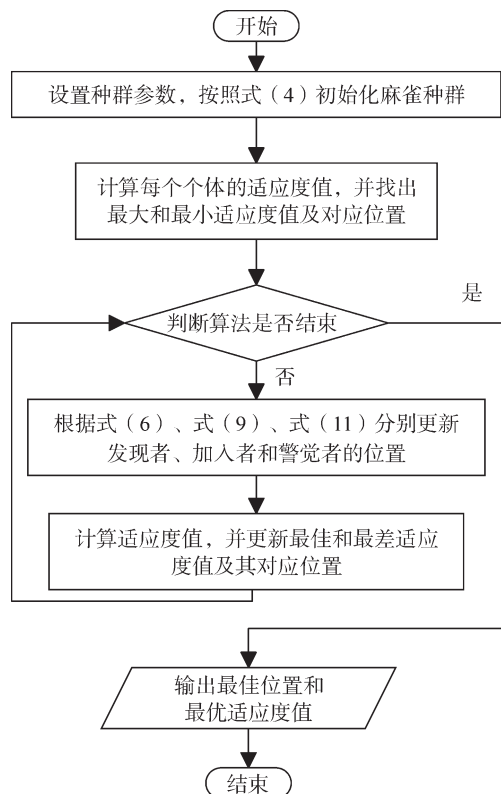 开始
设置种群参数，按照式（4）初始化麻雀种群
计算每个个体的适应度值，并找出
最大和最小适应度值及对应位置
是
判断算法是否结束
否
根据式（6）、式（9）、式（11）分别更新
发现者、加入者和警觉者的位置
计算适应度值，并更新最佳和最差适应
度值及其对应位置
输出最佳位置和
最优适应度值
结束